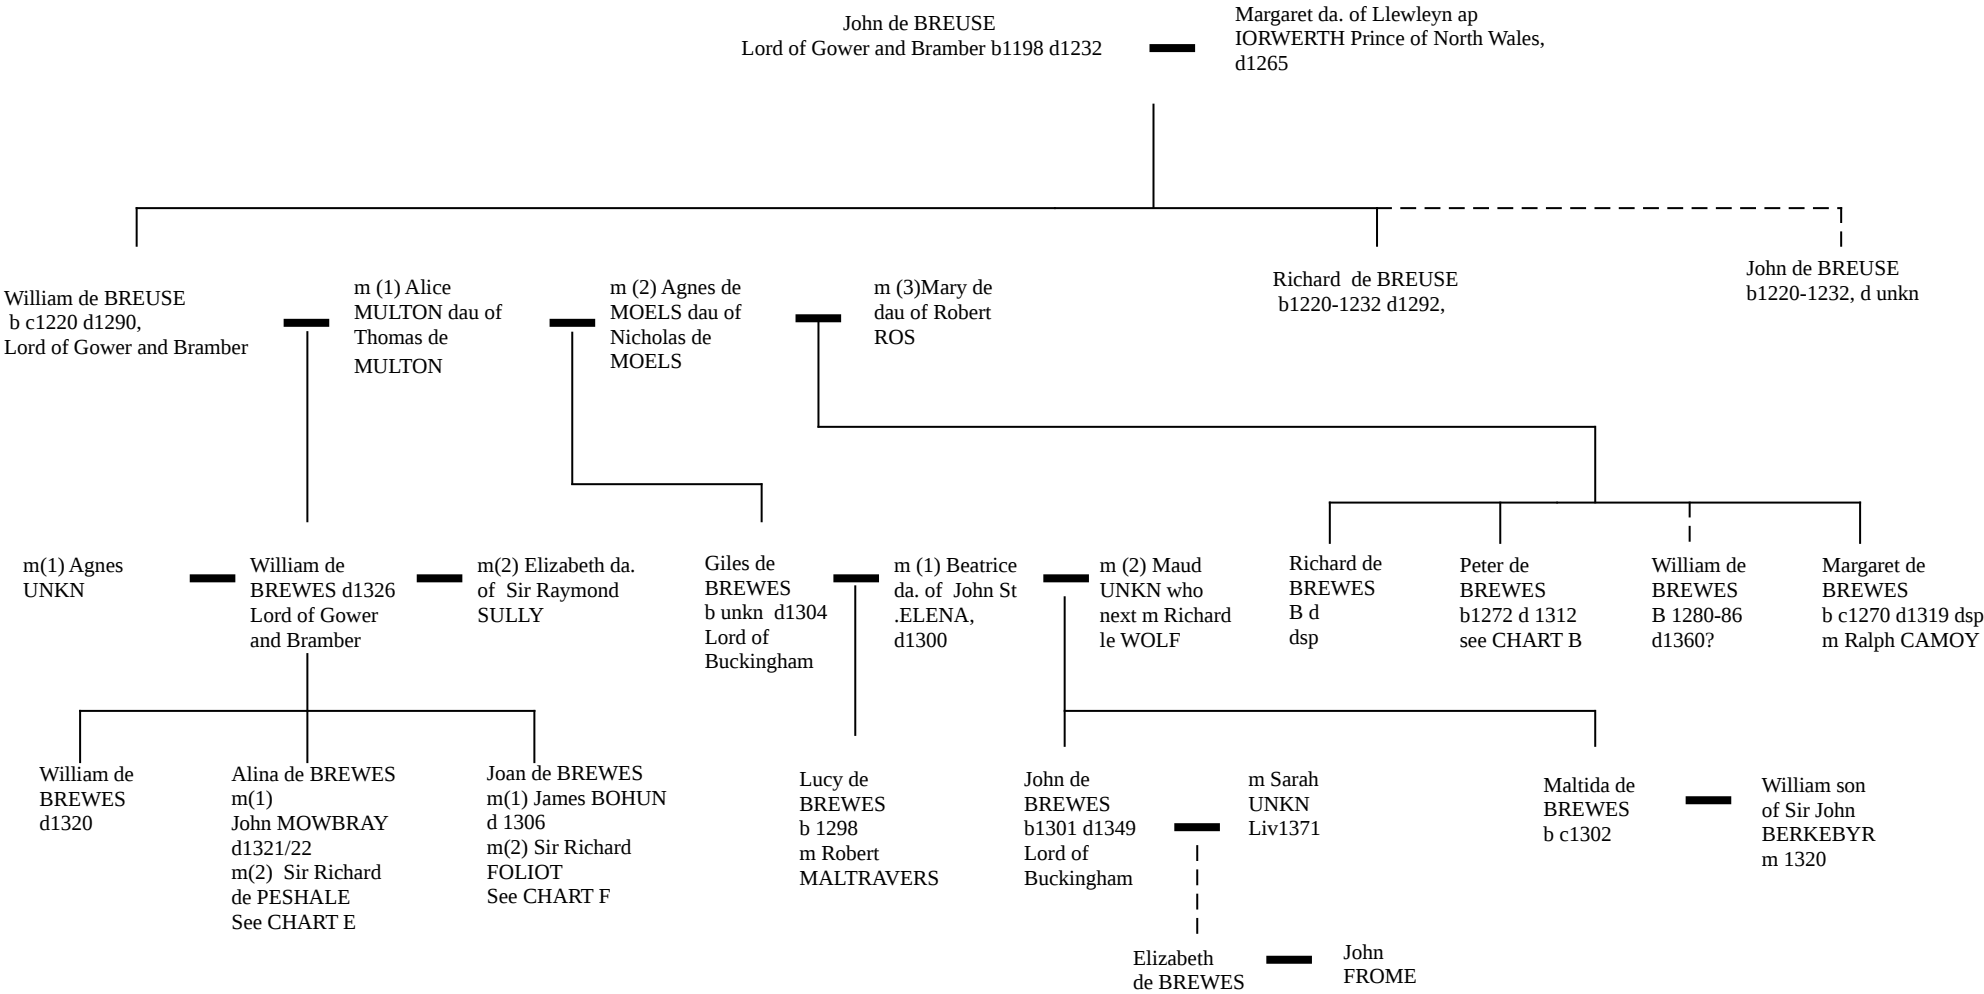 John de BREUSE
Lord of Gower and Bramber b1198 d1232
Margaret da. of Llewleyn ap
IORWERTH Prince of North Wales,
d1265
William de BREUSE
b c1220 d1290,
Lord of Gower and Bramber
m (1) Alice
MULTON dau of
Thomas de
MULTON
m (2) Agnes de
MOELS dau of
Nicholas de
MOELS
m (3)Mary de
dau of Robert
ROS
Richard de BREUSE
b1220-1232 d1292,
John de BREUSE
b1220-1232, d unkn
m(1) Agnes
UNKN
William de
BREWES d1326
Lord of Gower
and Bramber
m(2) Elizabeth da.
of Sir Raymond
SULLY
Giles de
BREWES
b unkn d1304
Lord of
Buckingham
m (1) Beatrice
da. of John St
.ELENA,
d1300
m (2) Maud
UNKN who
next m Richard
le WOLF
Richard de
BREWES
B d
dsp
Peter de
BREWES
b1272 d 1312
see CHART B
William de
BREWES
B 1280-86
d1360?
Margaret de
BREWES
b c1270 d1319 dsp
m Ralph CAMOY
William de
BREWES
d1320
Alina de BREWES
m(1)
John MOWBRAY
d1321/22
m(2) Sir Richard
de PESHALE
See CHART E
Joan de BREWES
m(1) James BOHUN
d 1306
m(2) Sir Richard
FOLIOT
See CHART F
Lucy de
BREWES
b 1298
m Robert
MALTRAVERS
John de
BREWES
b1301 d1349
Lord of
Buckingham
m Sarah
UNKN
Liv1371
Maltida de
BREWES
b c1302
William son
of Sir John
BERKEBYR
m 1320
Elizabeth
de BREWES
John
FROME